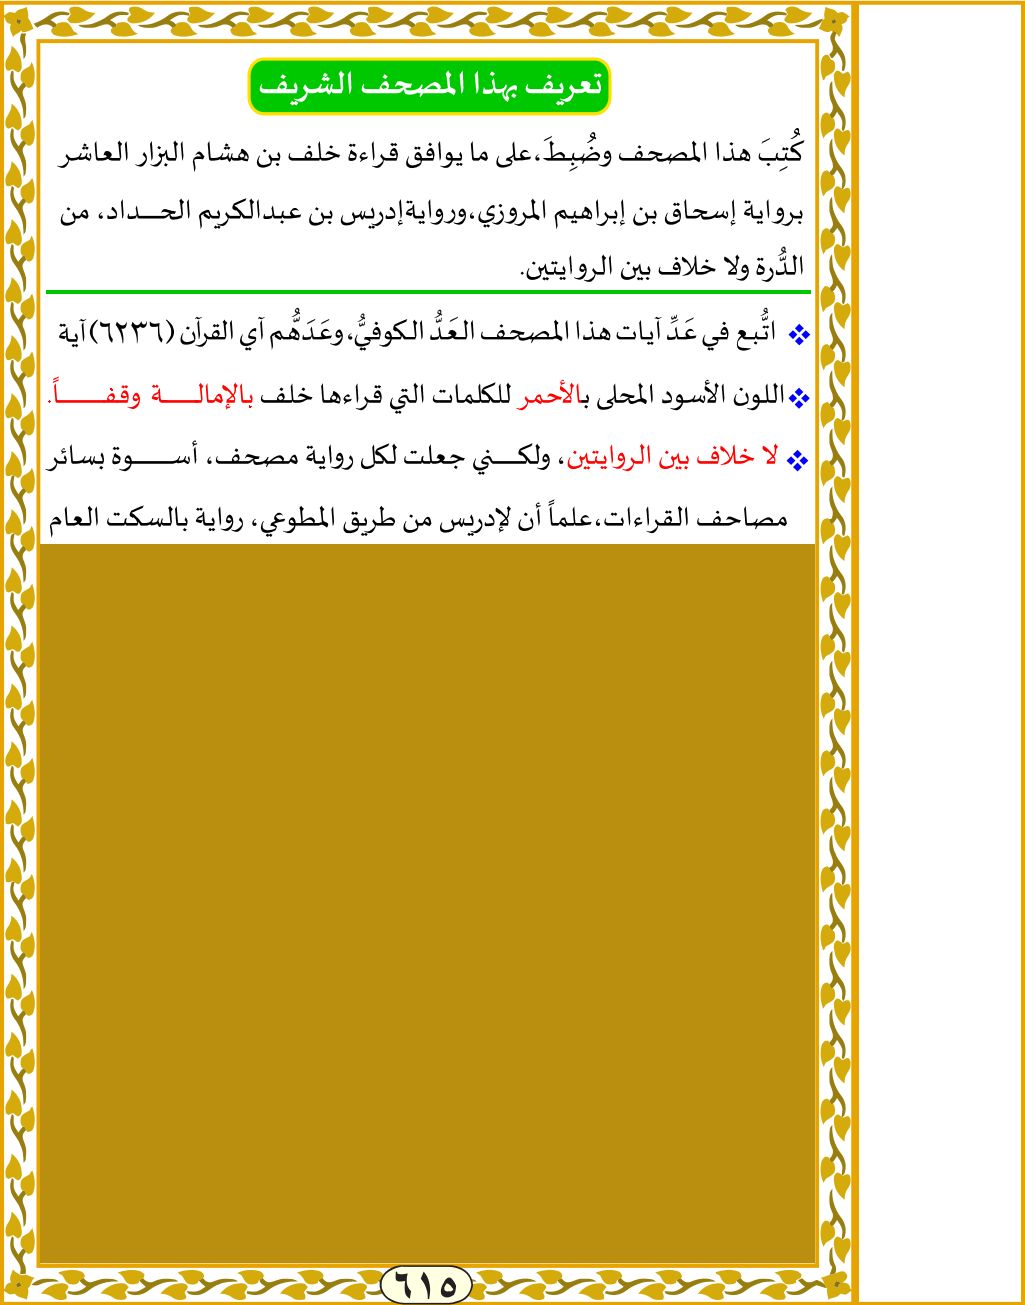 تعريف بهذا المصحف الشريف
كُتِبَ هذا المصحف وضُبِطَ،على ما يوافق قراءة خلف بن هشام البزار العاشر
برواية إسحاق بن إبراهيم المروزي،وروايةإدريس بن عبدالكريم الحداد، من
الدُّرة ولا خلاف بين الروايتين.
اتُّبع في عَدِّ آيات هذا المصحف العَدُّ الكوفيُّ،وعَدَدهُّم آي القرآن (٦٢٣٦)آية
اللون الأسود المحلى بالأحمر للكلمات التي قراءها خلف بالإمالة وقفاً.
لا خلاف بين الروايتين، ولكني جعلت لكل رواية مصحف، أسوة بسائر
مصاحف القراءات،علماً أن لإدريس من طريق المطوعي، رواية بالسكت العام
٦١٥